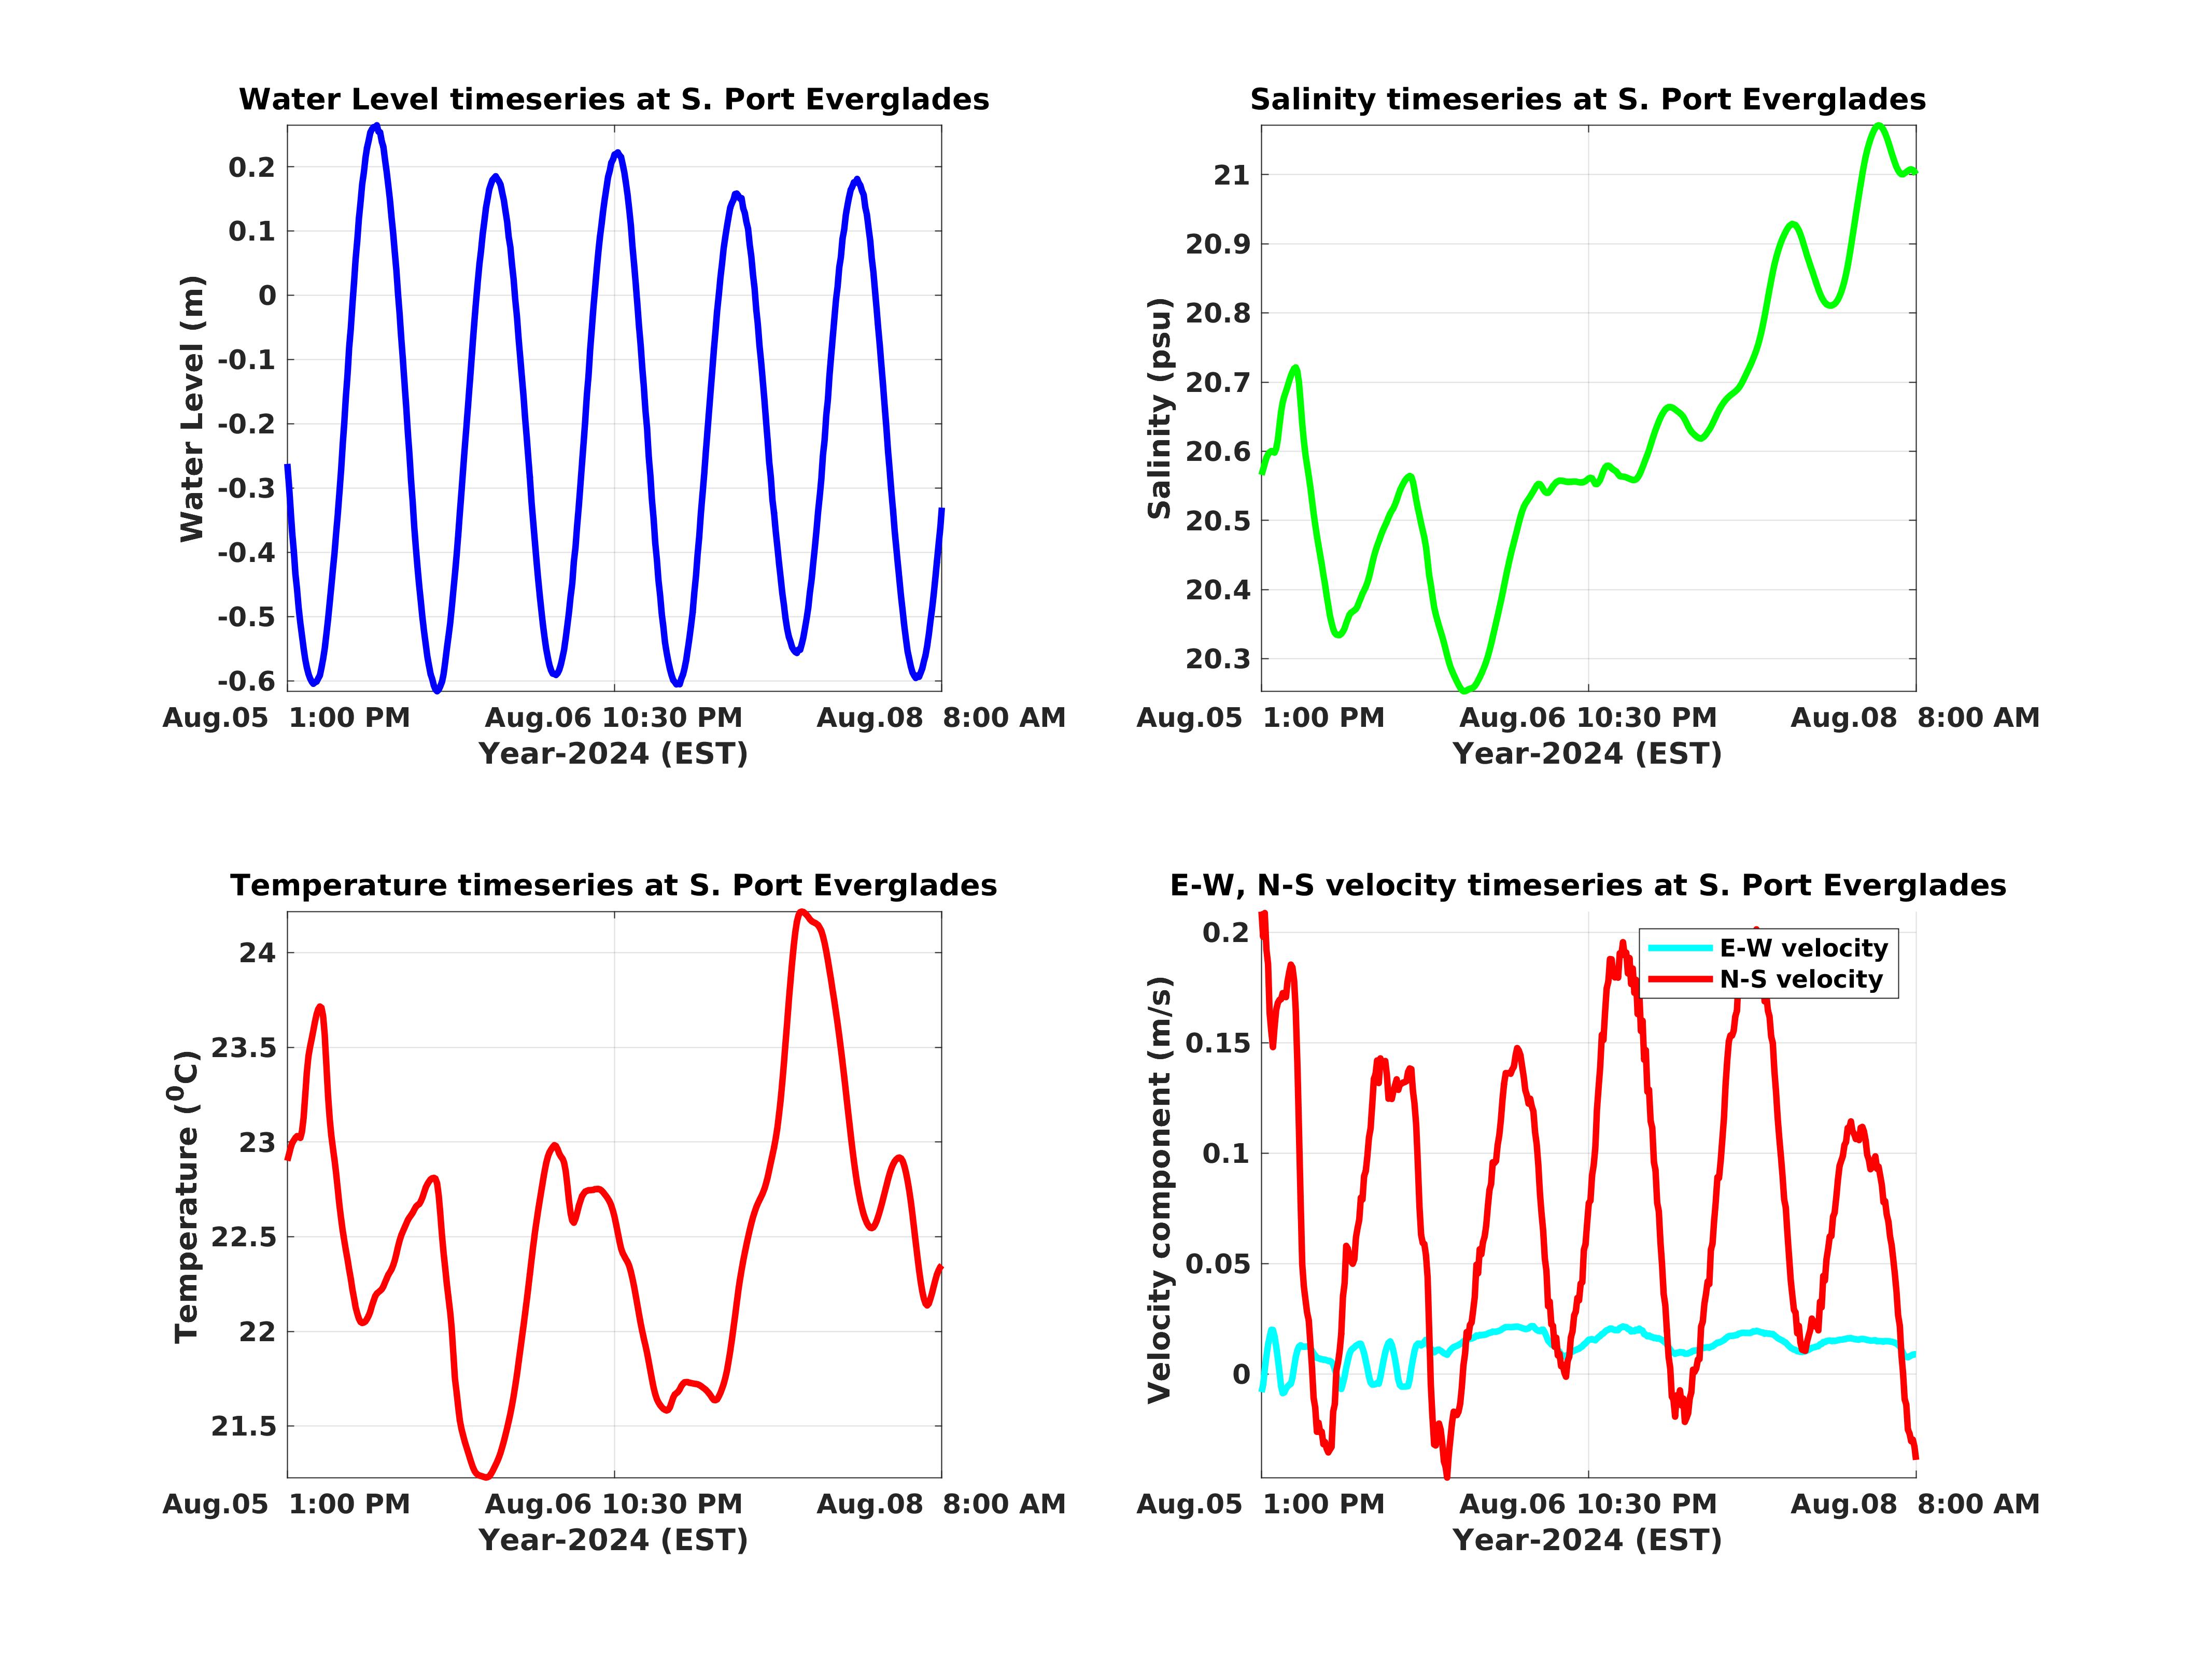 Water Level timeseries at S. Port Everglades
Water Level (m)
0.2
0.1
0
-0.1
-0.2
-0.3
-0.4
-0.5
-0.6
Aug.05 1:00 PM
Aug.06 10:30 PM
Aug.08 8:00 AM
Year-2024 (EST)
Salinity timeseries at S. Port Everglades
Salinity (psu)
21
20.9
20.8
20.7
20.6
20.5
20.4
20.3
Aug.05 1:00 PM
Aug.06 10:30 PM
Aug.08 8:00 AM
Year-2024 (EST)
Temperature timeseries at S. Port Everglades
Temperature (⁰C)
24
23.5
23
22.5
22
21.5
Aug.05 1:00 PM
Aug.06 10:30 PM
Aug.08 8:00 AM
Year-2024 (EST)
E-W, N-S velocity timeseries at S. Port Everglades
Velocity component (m/s)
0.2
0.15
0.1
0.05
0
E-W velocity
N-S velocity
Aug.05 1:00 PM
Aug.06 10:30 PM
Aug.08 8:00 AM
Year-2024 (EST)